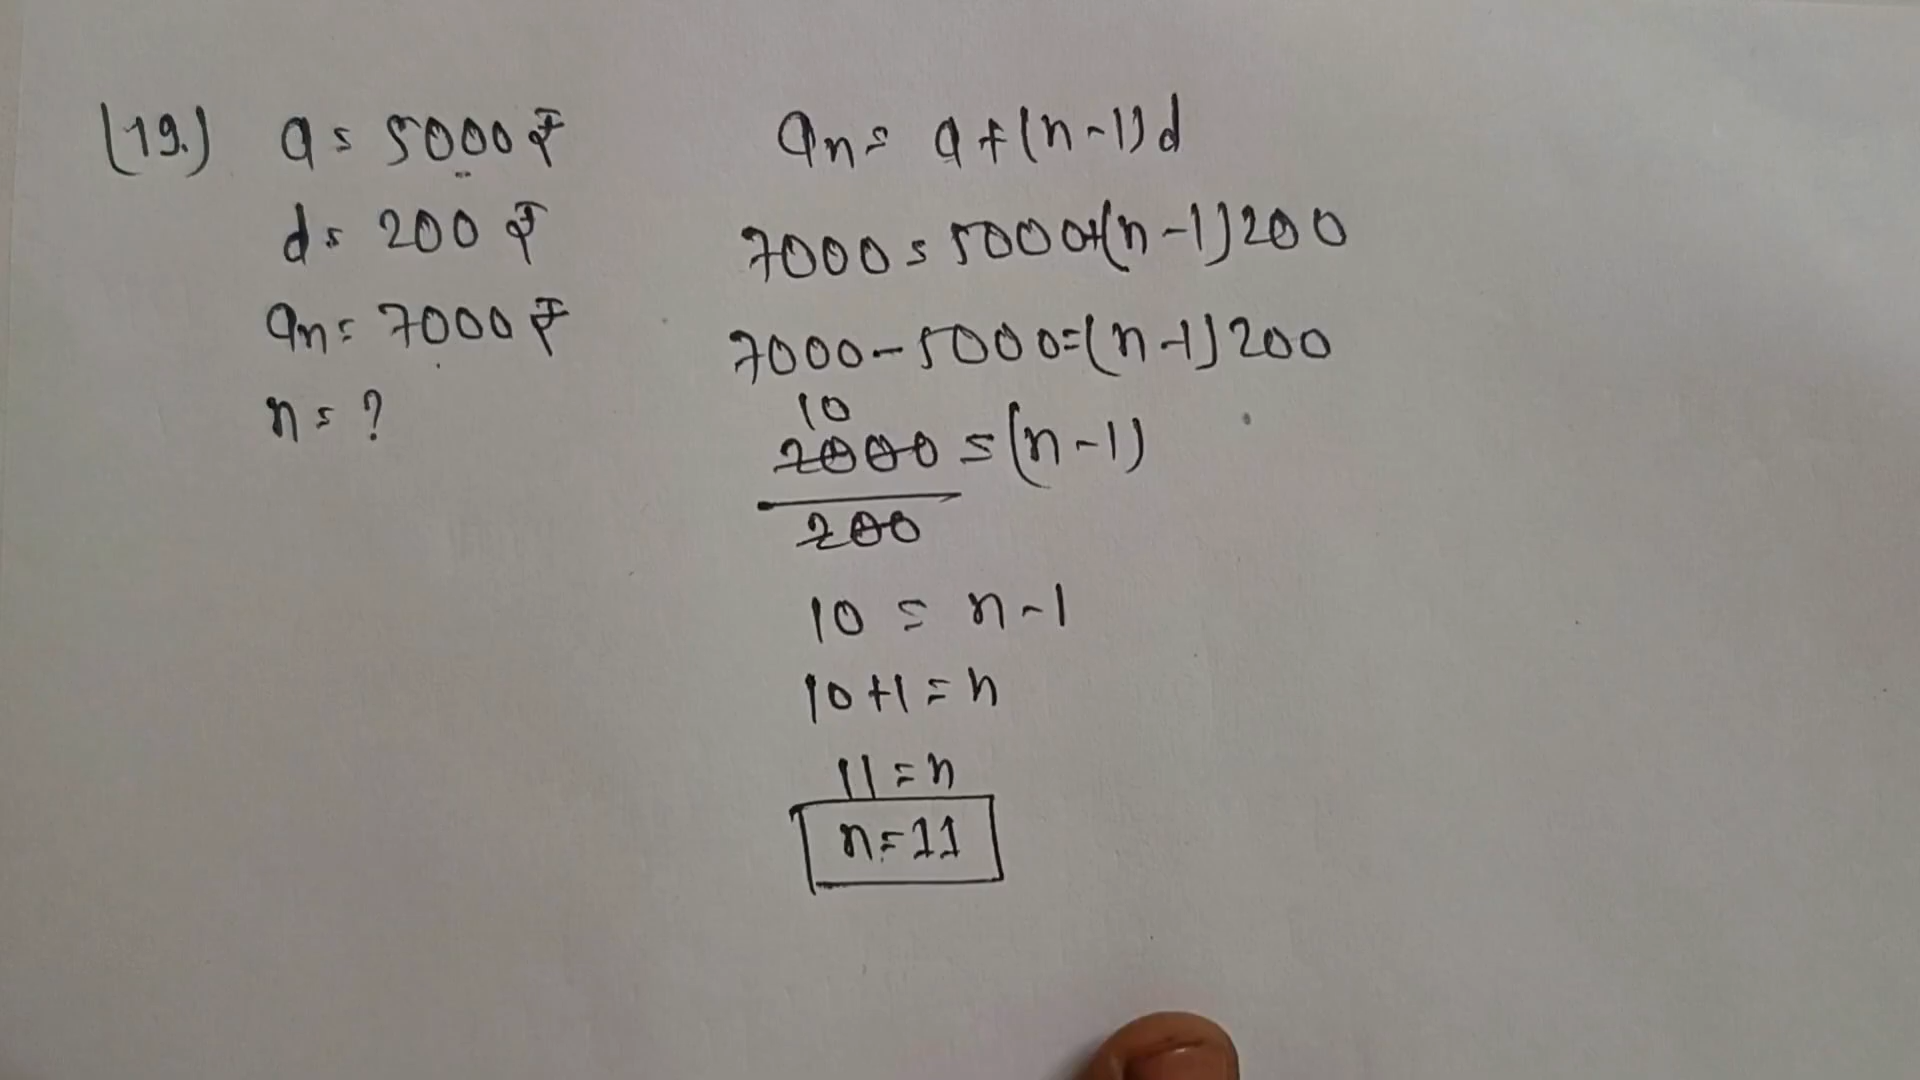 (19.) a = 5000 ₹
d = 200 ₹
an = 7000 ₹
n = ?
an = a + (n-1)d
7000 = 5000+(n-1)200
7000-5000=(n-1)200
10
2000 = (n-1)
200
10 = n-1
10+1=n
11=n
n=11